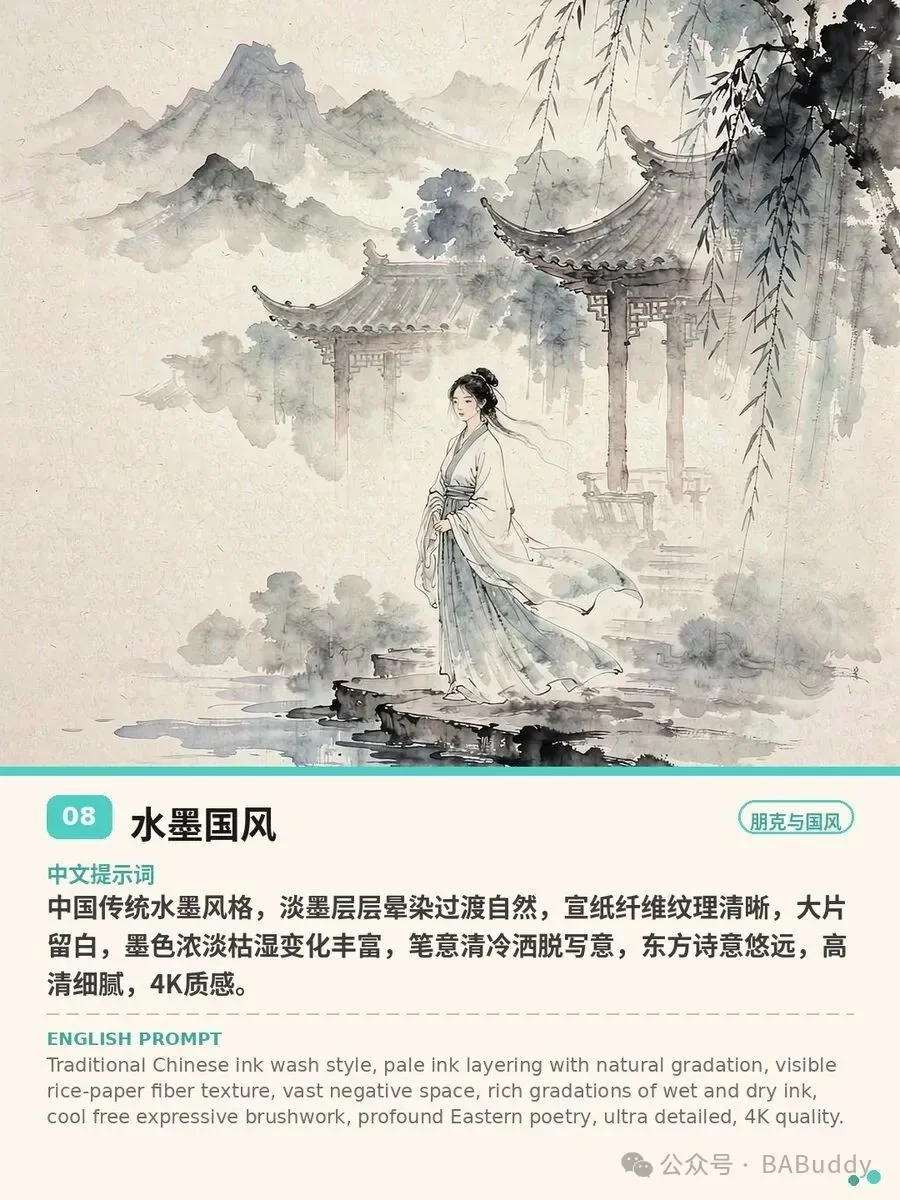 08
水墨国风
朋克与国风
中文提示词
中国传统水墨风格，淡墨层层晕染过渡自然，宣纸纤维纹理清晰，大片
留白，墨色浓淡枯湿变化丰富，笔意清冷洒脱写意，东方诗意悠远，高
清细腻，4K质感。
ENGLISH PROMPT
Traditional Chinese ink wash style, pale ink layering with natural gradation, visible
rice-paper fiber texture, vast negative space, rich gradations of wet and dry ink,
cool free expressive brushwork, profound Eastern poetry, ultra detailed, 4K quality.
公众号 · BABuddy